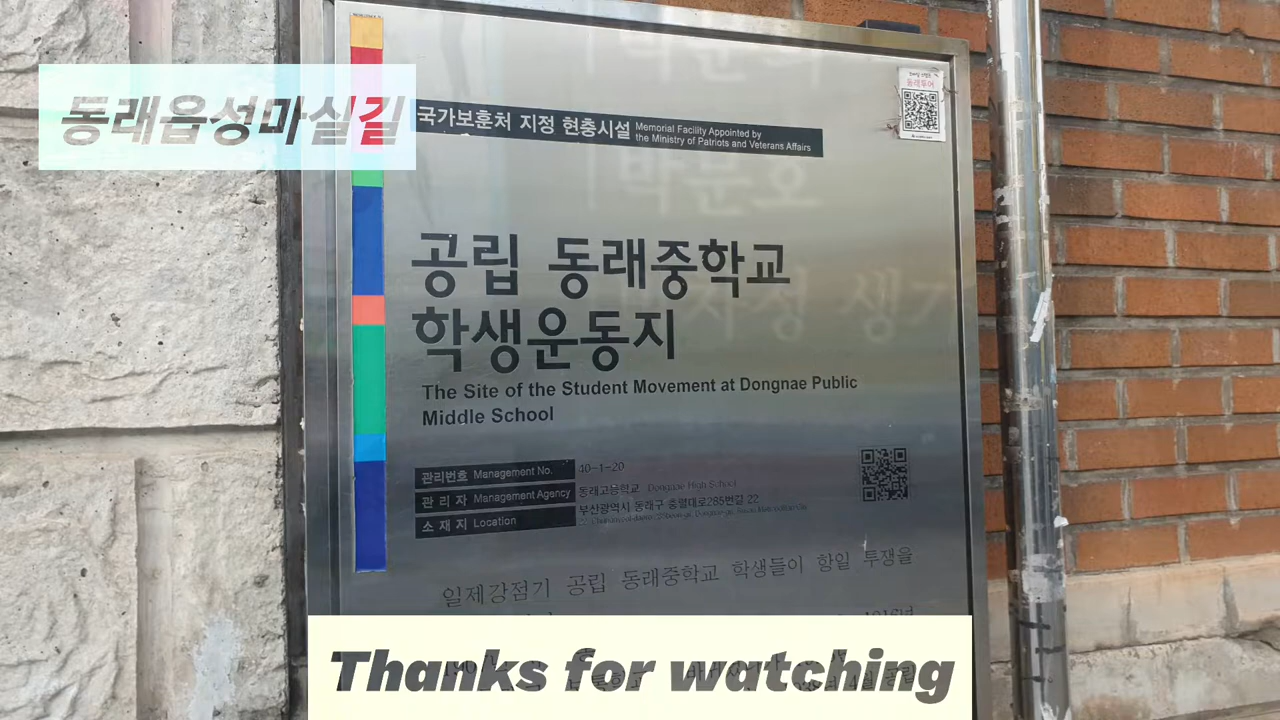 동래읍성마실길
국가보훈처 지정 현충시설
Memorial Facility Appointed by
the Ministry of Patriots and Veterans Affairs
동래투어
공립 동래중학교
학생운동지
The Site of the Student Movement at Dongnae Public
Middle School
관리번호 Management No. 40-1-20
관리자 Management Agency 동래고등학교 Dongnae High School
소재지 Location 부산광역시 동래구 충렬대로285번길 22
일제강점기 공립 동래중학교 학생들이 항일 투쟁을
Thanks for watching